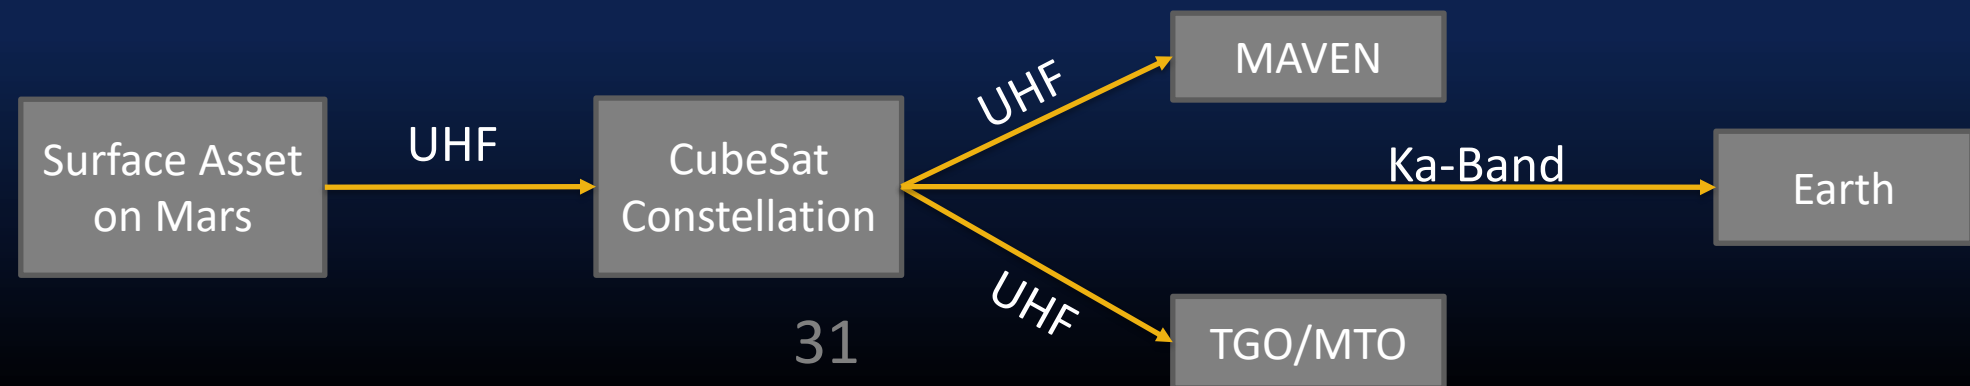 Surface Asset
on Mars
UHF
CubeSat
Constellation
UHF
MAVEN
Ka-Band
Earth
UHF
TGO/MTO
31